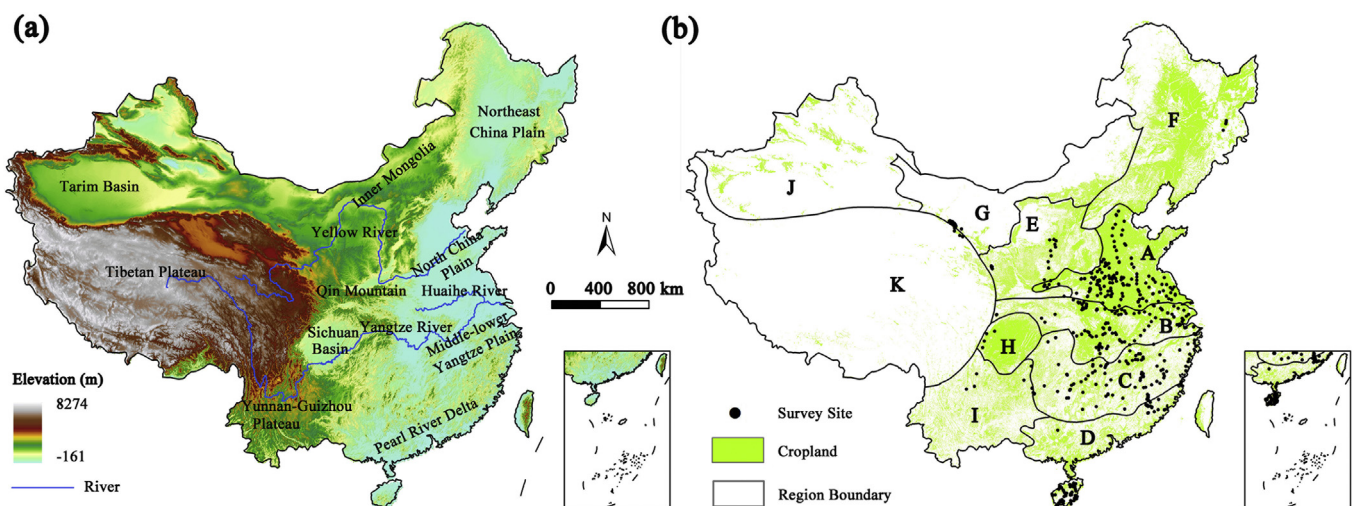 (a)
Northeast
China Plain
Inner Mongolia
Tarim Basin
Yellow River
North China
Plain
Tibetan Plateau
Qin Mountain
Huaihe River
Sichuan
Basin
Yangtze River
Middle-lower
Yangtze Plain
Yunnan-Guizhou
Plateau
Pearl River Delta
Elevation (m)
8274
-161
River
N
0 400 800 km
(b)
F
J
G
E
A
K
B
H
C
I
D
Survey Site
Cropland
Region Boundary